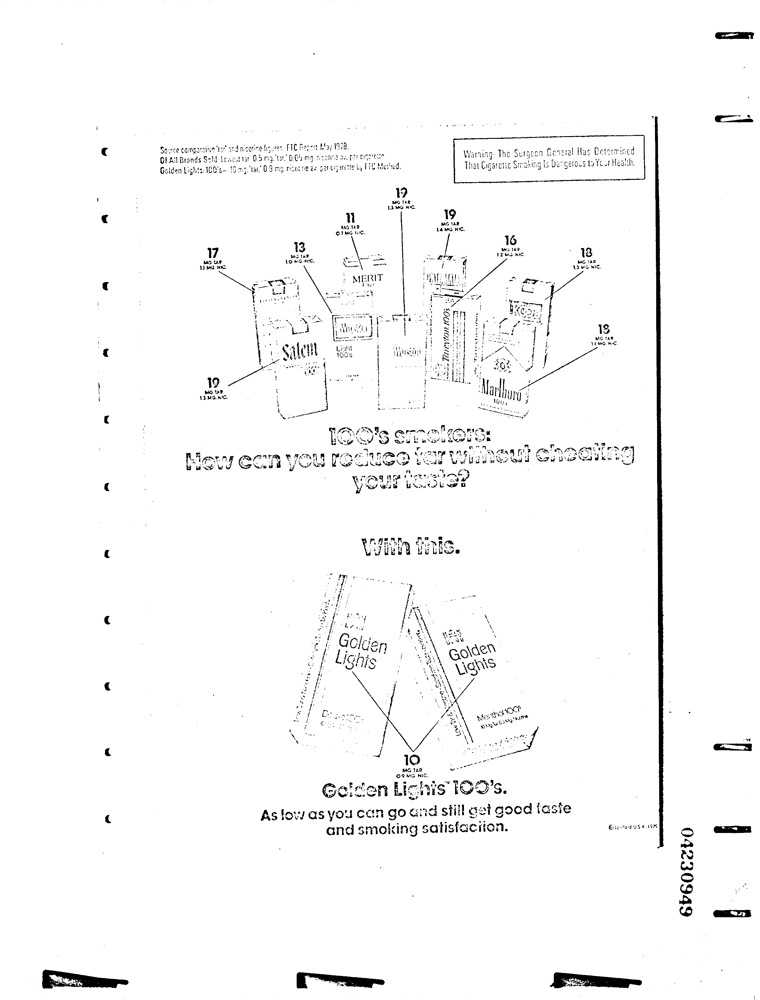 Source comparative "tar" and nicotine figures: FTC Report May 1978.
Of All Brands Sold: Lowest tar: 0.5 mg. "tar," 0.05 mg. nicotine av. per cigarette
Golden Lights: 100's – 10 mg. "tar," 0.9 mg. nicotine av. per cigarette by FTC Method.
Warning: The Surgeon General Has Determined
That Cigarette Smoking Is Dangerous to Your Health.
19
MG TAR
1.3 MG. NIC.
11
MG TAR
0.7 MG. NIC.
19
MG TAR
1.4 MG. NIC.
13
MG TAR
1.0 MG. NIC.
16
MG TAR
1.2 MG. NIC.
17
MG TAR
1.1 MG. NIC.
18
MG TAR
1.3 MG. NIC.
MERIT
Salem
Light
100s
Winston
Winston 100s
100's
Marlboro
18
MG TAR
1.1 MG. NIC.
19
MG TAR
1.3 MG. NIC.
100's smokers:
How can you reduce tar without cheating
your taste?
With this.
Golden
Lights
Golden
Lights
Menthol 100's
10
MG TAR
0.9 MG. NIC.
Golden Lights 100's.
As low as you can go and still get good taste
and smoking satisfaction.
04230949